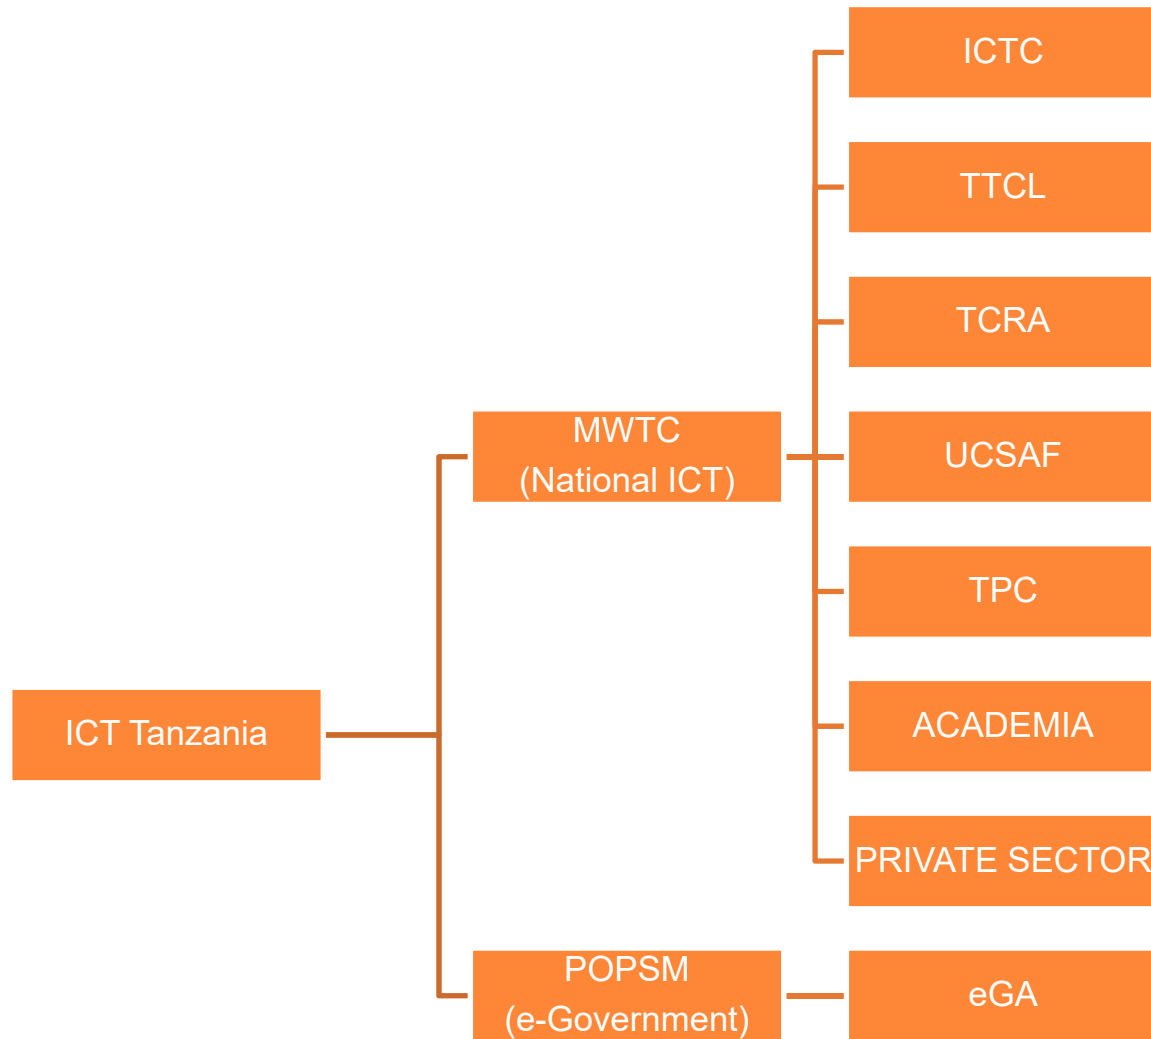 ICT Tanzania
MWTC
(National ICT)
ICTC
TTCL
TCRA
UCSAF
TPC
ACADEMIA
PRIVATE SECTOR
POPSM
(e-Government)
eGA